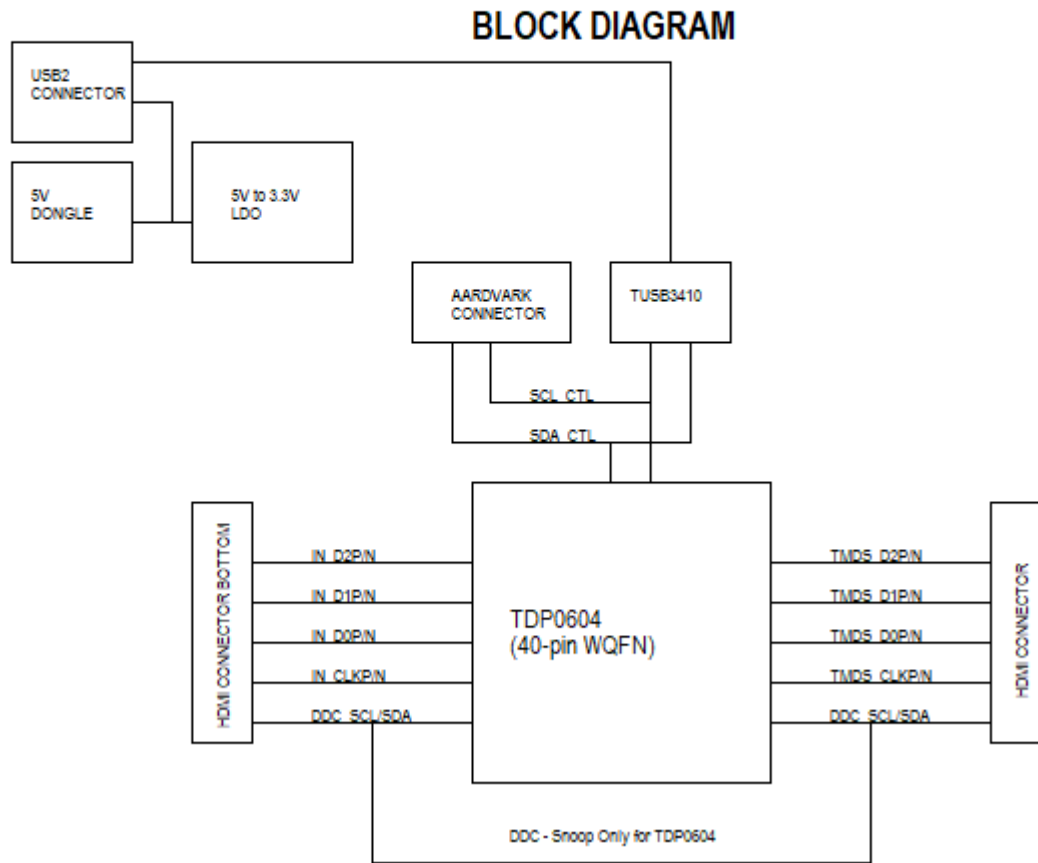 BLOCK DIAGRAM
USB2
CONNECTOR
5V
DONGLE
5V to 3.3V
LDO
AARDVARK
CONNECTOR
TUSB3410
SCL_CTL
SDA_CTL
HDMI CONNECTOR BOTTOM
IN_D2P/N
IN_D1P/N
IN_D0P/N
IN_CLKP/N
DDC_SCL/SDA
TDP0604
(40-pin WQFN)
TMDS_D2P/N
TMDS_D1P/N
TMDS_D0P/N
TMDS_CLKP/N
DDC_SCL/SDA
HDMI CONNECTOR
DDC - Snoop Only for TDP0604